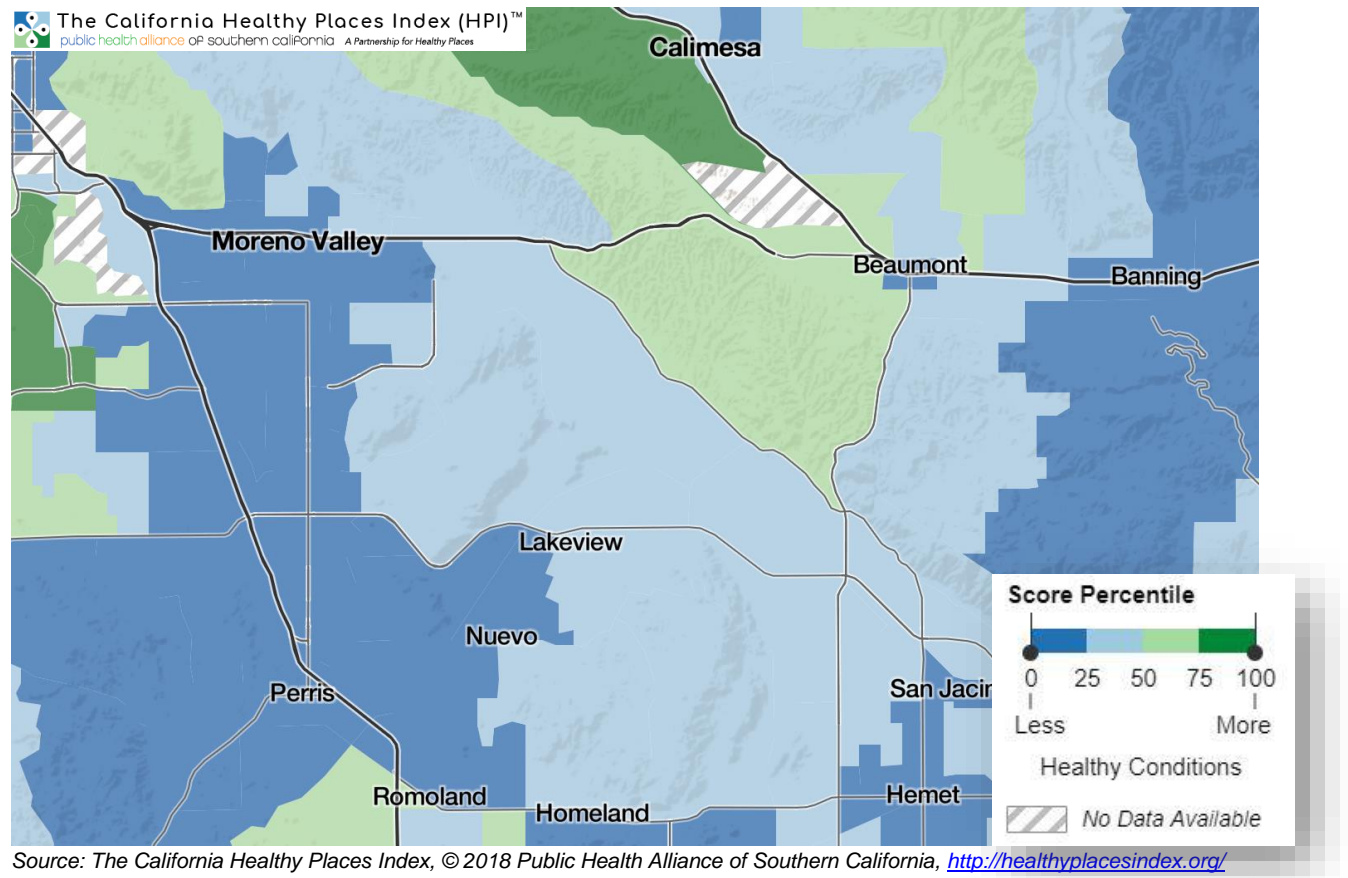 The California Healthy Places Index (HPI)™
public health alliance of southern california A Partnership for Healthy Places
Calimesa
Moreno Valley
Beaumont
Banning
Lakeview
Nuevo
Perris
San Jacin
Romoland
Homeland
Hemet
Score Percentile
0 25 50 75 100
Less More
Healthy Conditions
No Data Available
Source: The California Healthy Places Index, © 2018 Public Health Alliance of Southern California, http://healthyplacesindex.org/